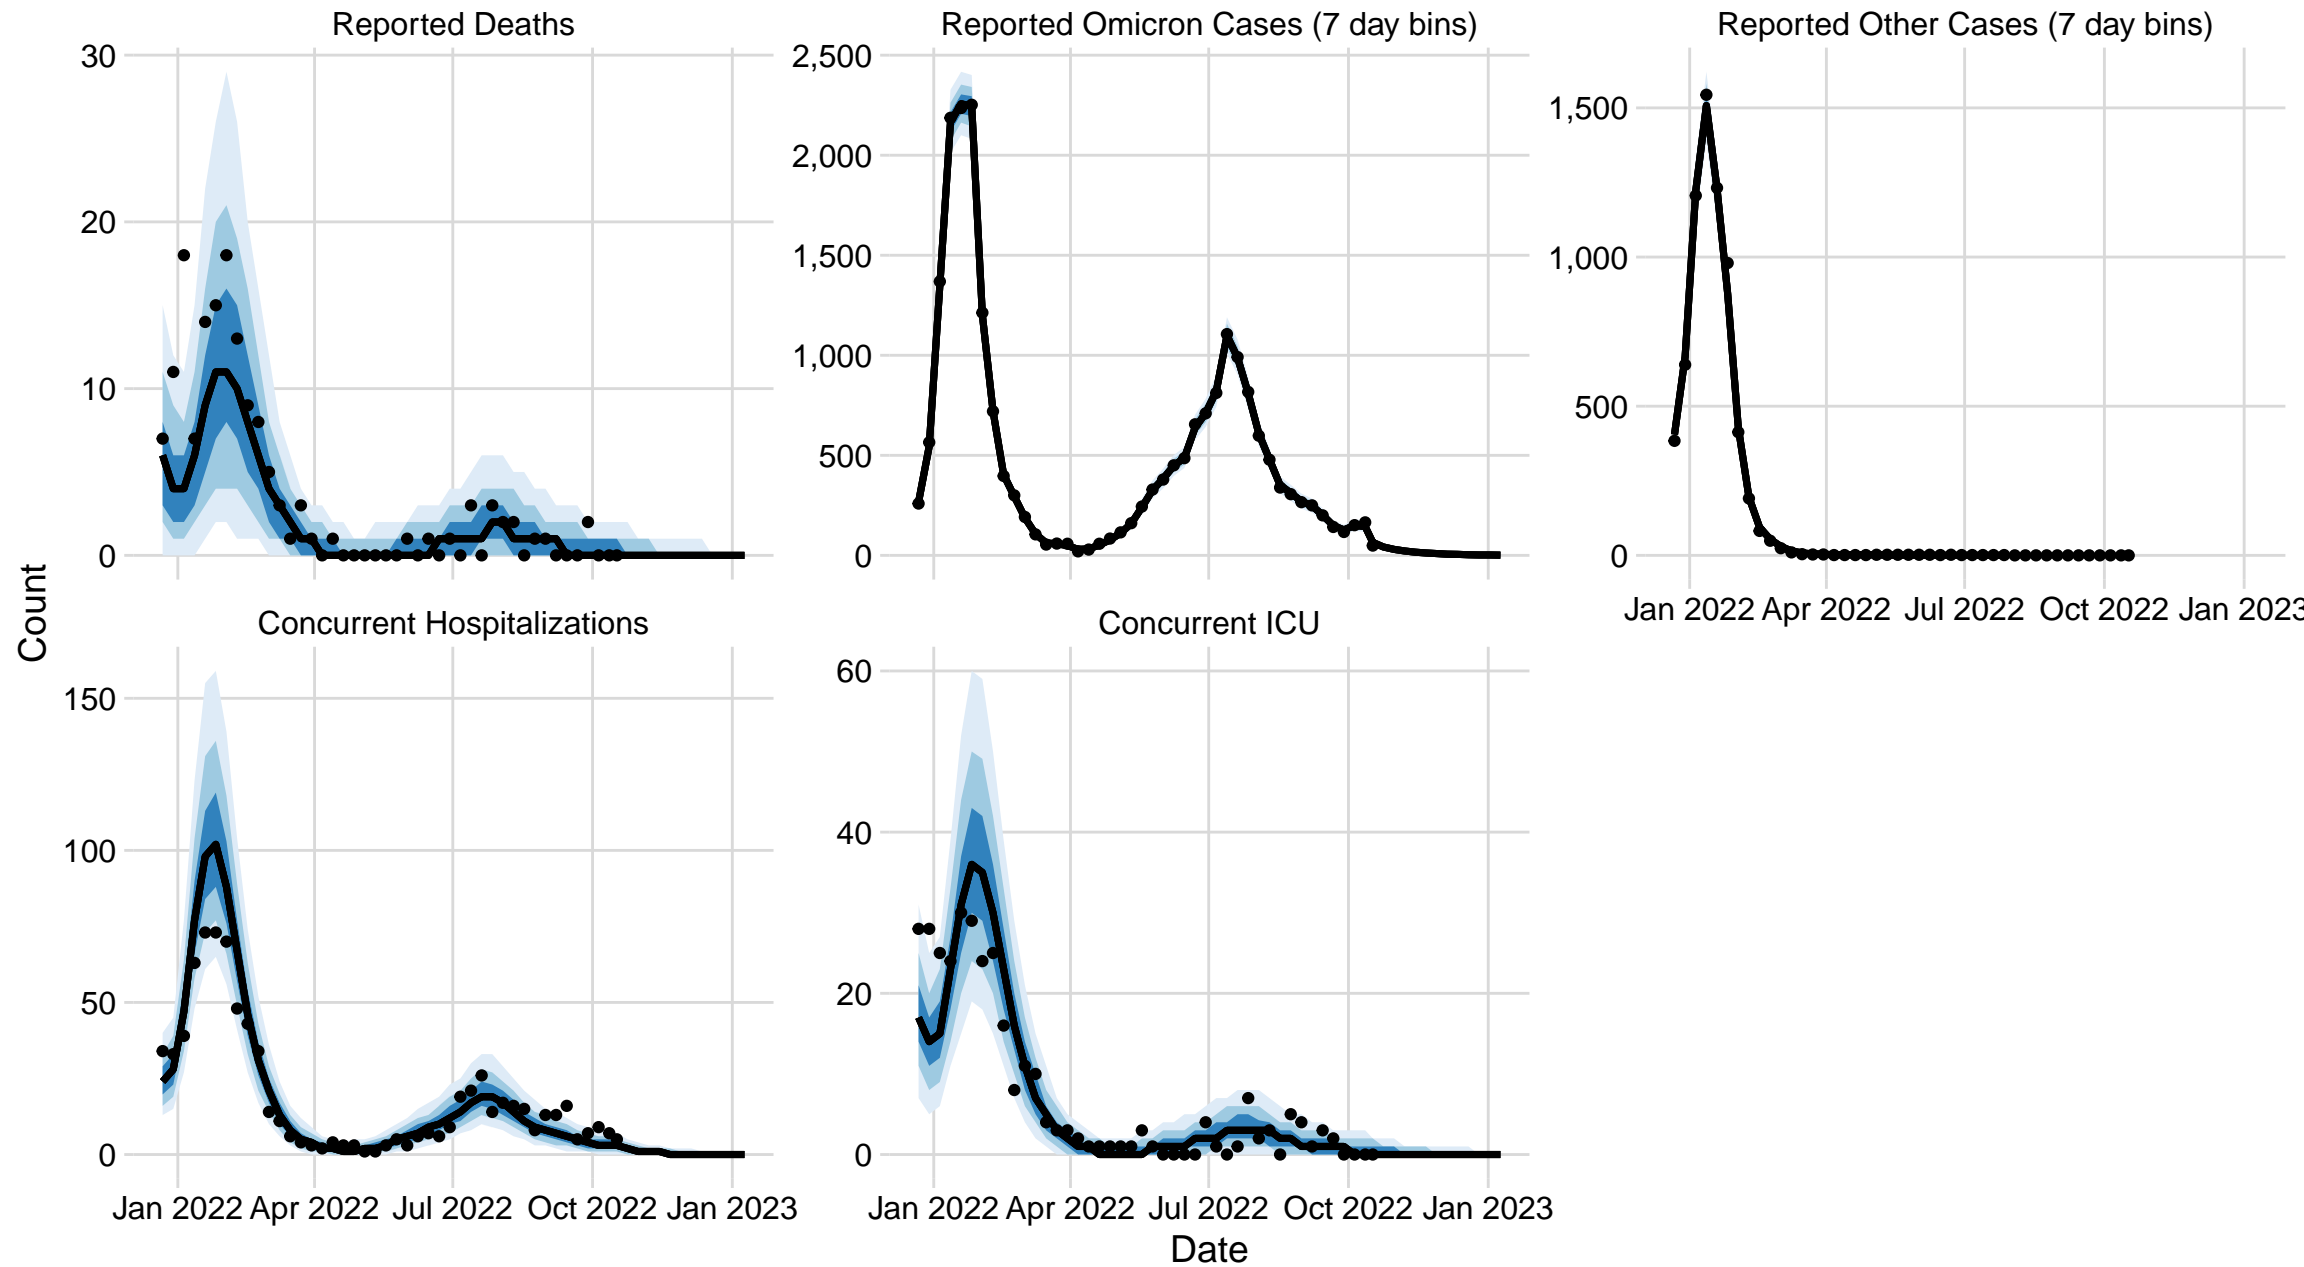 Reported Deaths
Reported Omicron Cases (7 day bins)
Reported Other Cases (7 day bins)
30
20
10
0
2,500
2,000
1,500
1,000
500
0
1,500
1,000
500
0
Jan 2022 Apr 2022 Jul 2022 Oct 2022 Jan 2023
Count
Concurrent Hospitalizations
Concurrent ICU
150
100
50
0
60
40
20
0
Jan 2022 Apr 2022 Jul 2022 Oct 2022 Jan 2023
Jan 2022 Apr 2022 Jul 2022 Oct 2022 Jan 2023
Date